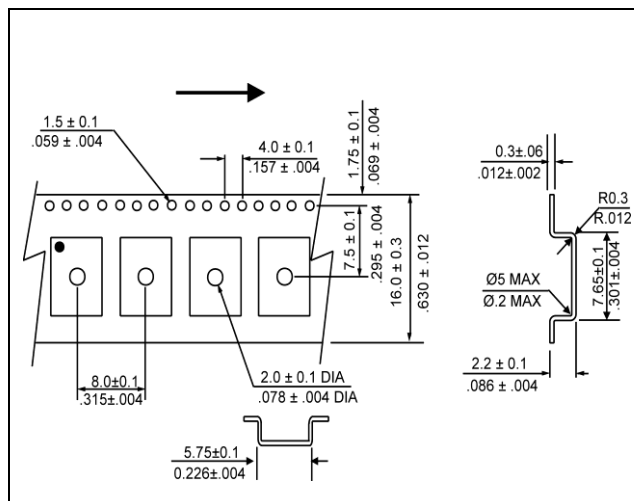 1.5 ± 0.1
.059 ± .004
4.0 ± 0.1
.157 ± .004
1.75 ± 0.1
.069 ± .004
0.3±.06
.012±.002
R0.3
R.012
7.5 ± 0.1
.295 ± .004
16.0 ± 0.3
.630 ± .012
7.65±0.1
.301±.004
Ø5 MAX
Ø.2 MAX
8.0±0.1
.315±.004
2.0 ± 0.1 DIA
.078 ± .004 DIA
2.2 ± 0.1
.086 ± .004
5.75±0.1
0.226±.004